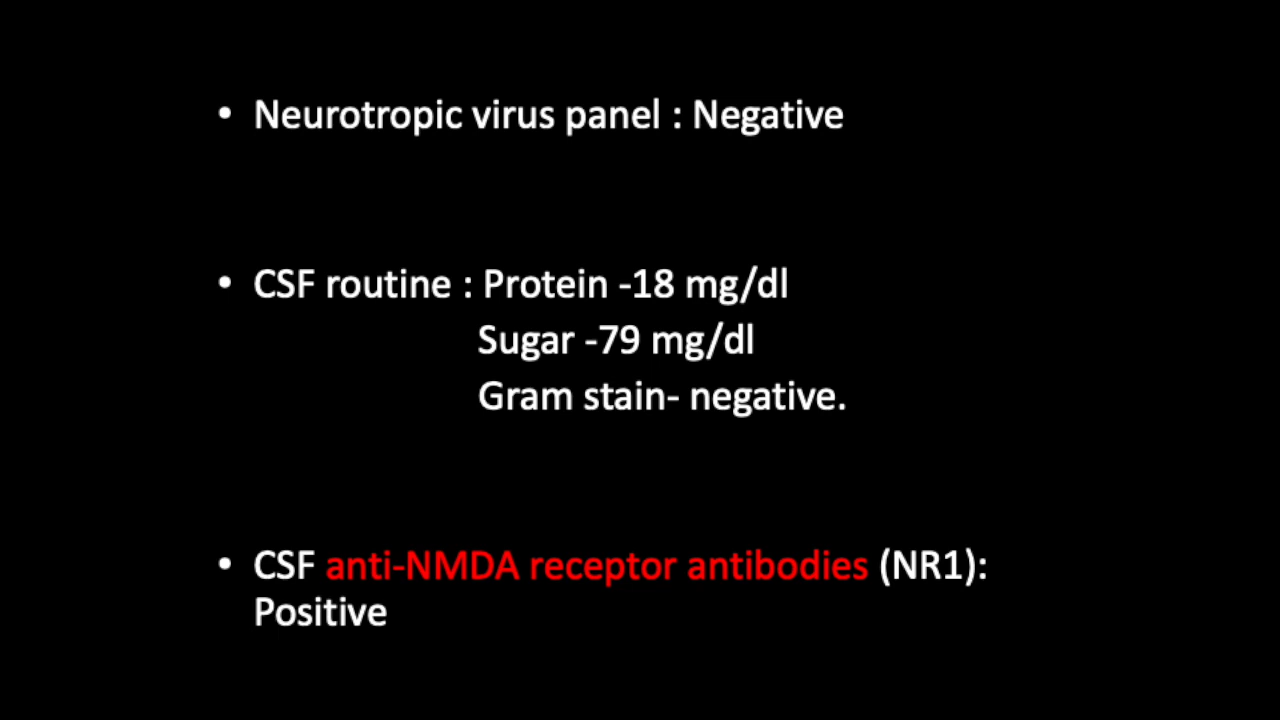 • Neurotropic virus panel : Negative
• CSF routine : Protein -18 mg/dl
Sugar -79 mg/dl
Gram stain- negative.
• CSF anti-NMDA receptor antibodies (NR1):
Positive